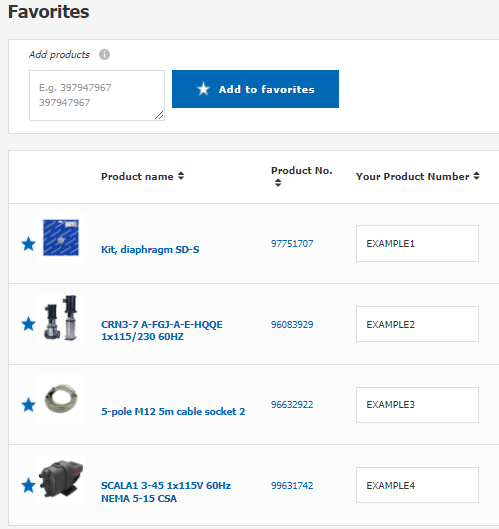 Favorites
Add products
E.g. 397947967
397947967
Add to favorites
Product name
Product No.
Your Product Number
Kit, diaphragm SD-S
97751707
EXAMPLE1
CRN3-7 A-FGJ-A-E-HQQE
1x115/230 60HZ
96083929
EXAMPLE2
5-pole M12 5m cable socket 2
96632922
EXAMPLE3
SCALA1 3-45 1x115V 60Hz
NEMA 5-15 CSA
99631742
EXAMPLE4